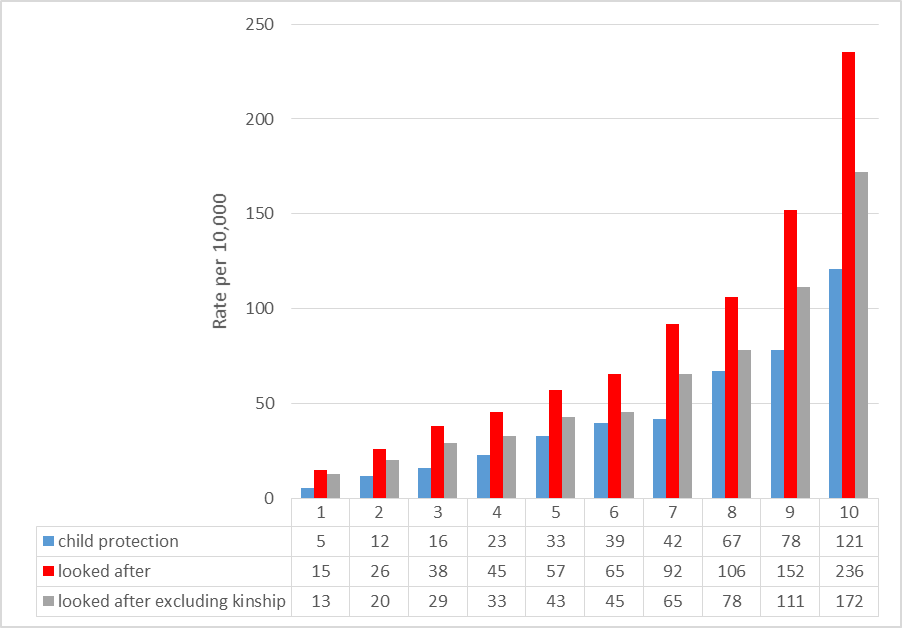 250
200
150
100
50
0
Rate per 10,000
1 2 3 4 5 6 7 8 9 10
child protection 5 12 16 23 33 39 42 67 78 121
looked after 15 26 38 45 57 65 92 106 152 236
looked after excluding kinship 13 20 29 33 43 45 65 78 111 172